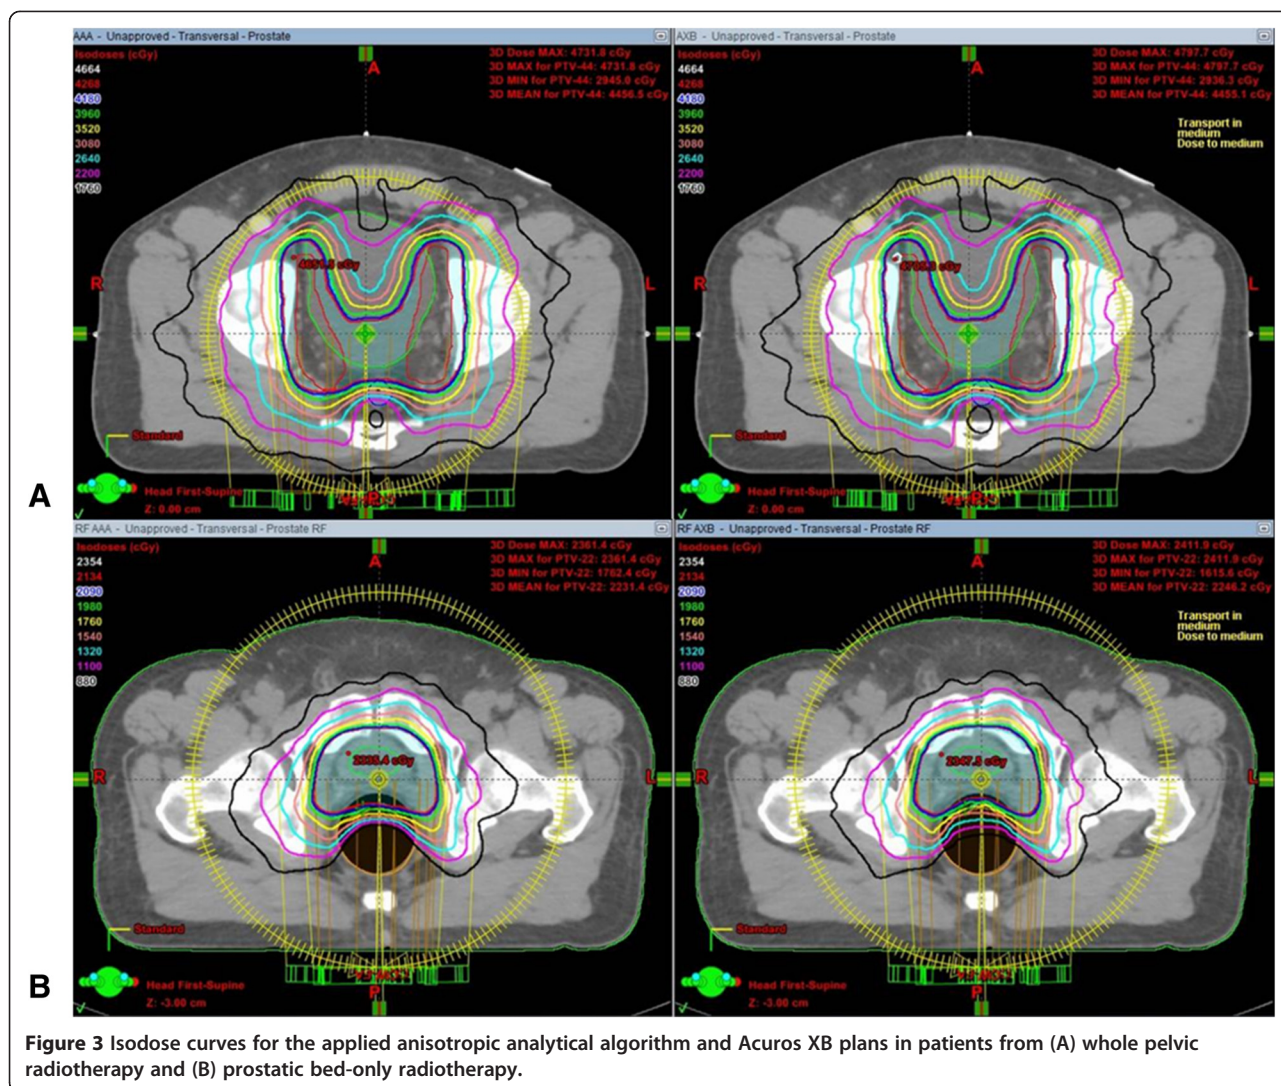 AAA - Unapproved - Transversal - Prostate
Isodoses (cGy)
4664
4268
4180
3960
3520
3080
2640
2200
1760
3D Dose MAX: 4731.8 cGy
3D MAX for PTV-44: 4731.8 cGy
3D MIN for PTV-44: 2945.0 cGy
3D MEAN for PTV-44: 4456.5 cGy
A
R
Standard
Head First-Supine
Z: 0.00 cm
AXB - Unapproved - Transversal - Prostate
Isodoses (cGy)
4664
4268
4180
3960
3520
3080
2640
2200
1760
3D Dose MAX: 4797.7 cGy
3D MAX for PTV-44: 4797.7 cGy
3D MIN for PTV-44: 2936.3 cGy
3D MEAN for PTV-44: 4455.1 cGy
Transport in
medium
Dose to medium
A
R
L
Standard
Head First-Supine
Z: 0.00 cm
A
RF AAA - Unapproved - Transversal - Prostate RF
Isodoses (cGy)
2354
2134
2090
1980
1760
1540
1320
1100
880
3D Dose MAX: 2361.4 cGy
3D MAX for PTV-22: 2361.4 cGy
3D MIN for PTV-22: 1762.4 cGy
3D MEAN for PTV-22: 2231.4 cGy
A
R
L
Standard
P
Head First-Supine
Z: -3.00 cm
RF AXB - Unapproved - Transversal - Prostate RF
Isodoses (cGy)
2354
2134
2090
1980
1760
1540
1320
1100
880
3D Dose MAX: 2411.9 cGy
3D MAX for PTV-22: 2411.9 cGy
3D MIN for PTV-22: 1615.6 cGy
3D MEAN for PTV-22: 2246.2 cGy
Transport in
medium
Dose to medium
A
R
L
Standard
P
Head First-Supine
Z: -3.00 cm
B
Figure 3 Isodose curves for the applied anisotropic analytical algorithm and Acuros XB plans in patients from (A) whole pelvic
radiotherapy and (B) prostatic bed-only radiotherapy.